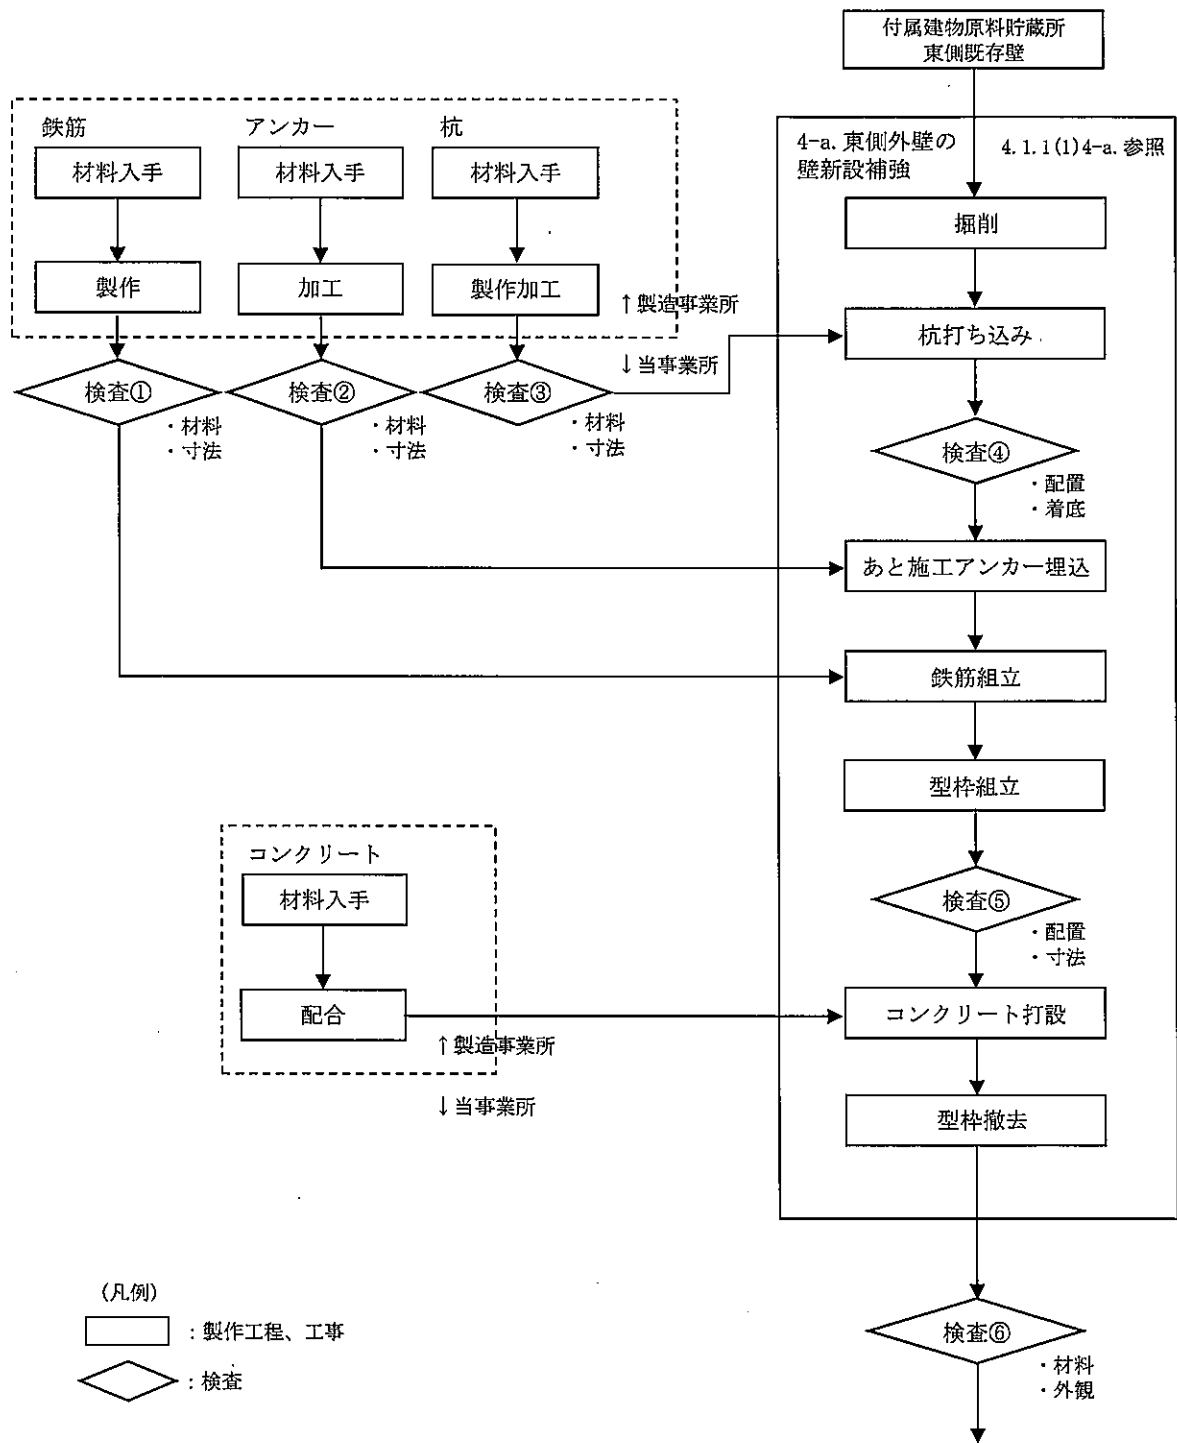 付属建物原料貯蔵所
東側既存壁
鉄筋
アンカー
杭
材料入手
材料入手
材料入手
製作
加工
製作加工
↑製造事業所
↓当事業所
検査①
・材料
・寸法
検査②
・材料
・寸法
検査③
・材料
・寸法
4-a.東側外壁の
壁新設補強
4.1.1(1)4-a.参照
掘削
杭打ち込み
検査④
・配置
・着底
あと施工アンカー埋込
鉄筋組立
型枠組立
検査⑤
・配置
・寸法
コンクリート
材料入手
配合
↑製造事業所
↓当事業所
コンクリート打設
型枠撤去
検査⑥
・材料
・外観
(凡例)
：製作工程、工事
：検査